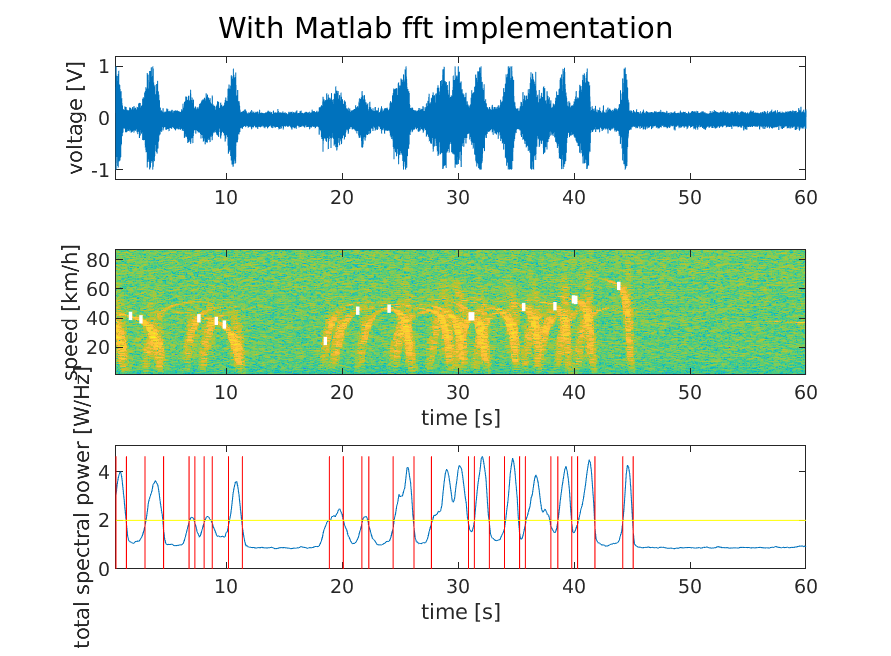 With Matlab fft implementation
voltage [V]
1
0
-1
10 20 30 40 50 60
speed [km/h]
80
60
40
20
10 20 30 40 50 60
time [s]
total spectral power [W/Hz]
4
2
0
10 20 30 40 50 60
time [s]